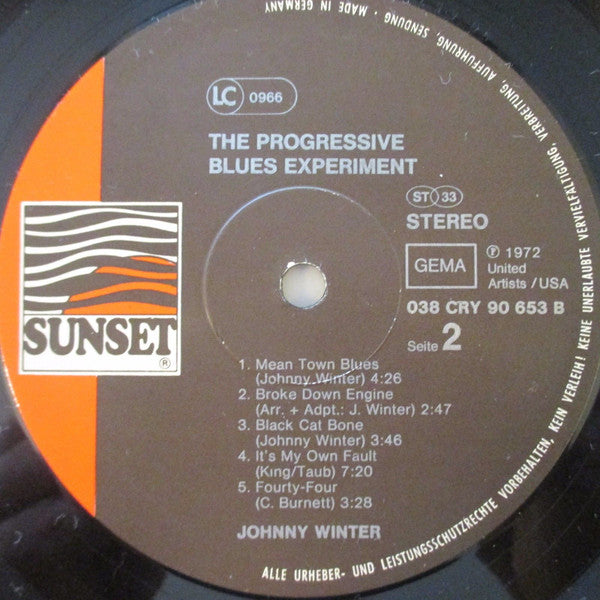 MADE IN GERMANY
LC 0966
THE PROGRESSIVE
BLUES EXPERIMENT
ST 33
STEREO
GEMA
℗ 1972
United
Artists /USA
038 CRY 90 653 B
Seite 2
SUNSET®
1. Mean Town Blues
(Johnny Winter) 4:26
2. Broke Down Engine
(Arr. + Adpt.: J. Winter) 2:47
3. Black Cat Bone
(Johnny Winter) 3:46
4. It's My Own Fault
(King/Taub) 7:20
5. Fourty-Four
(C. Burnett) 3:28
JOHNNY WINTER
ALLE URHEBER- UND LEISTUNGSSCHUTZRECHTE VORBEHALTEN, KEIN VERLEIH! KEINE UNERLAUBTE VERVIELFÄLTIGUNG, VERBREITUNG, AUFFÜHRUNG, SENDUNG ·